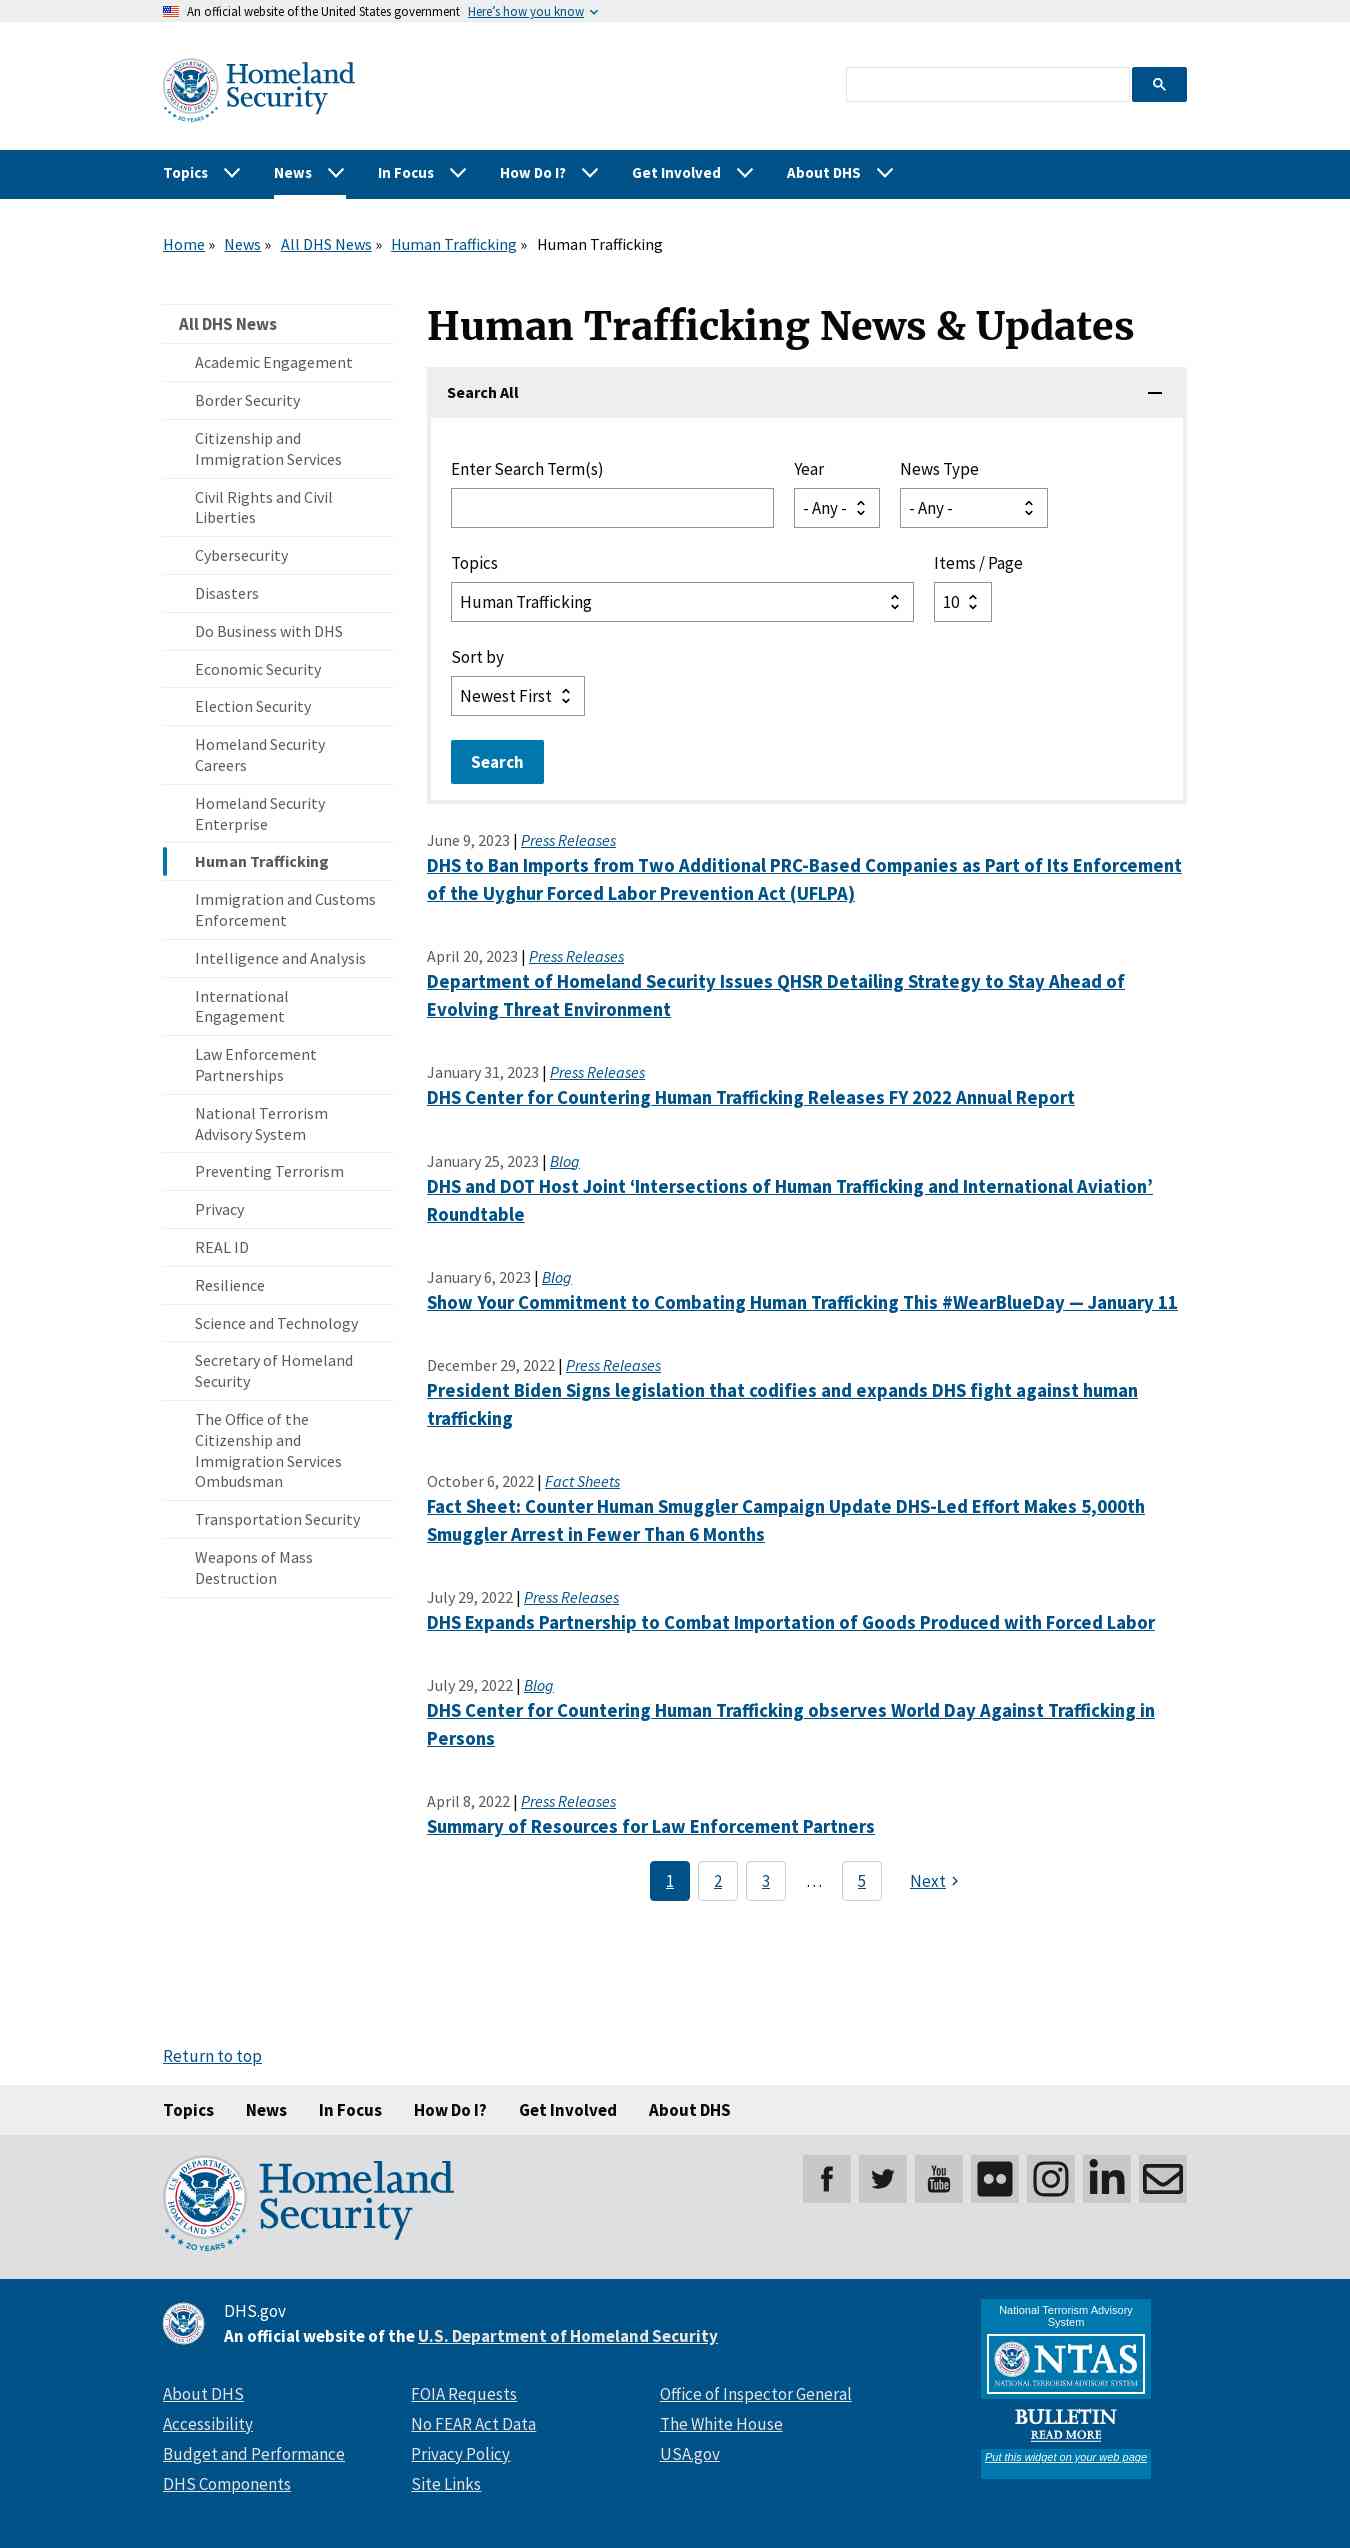 An official website of the United States government Here's how you know
Homeland
Security
Topics News In Focus How Do I? Get Involved About DHS
Home » News » All DHS News » Human Trafficking » Human Trafficking
All DHS News
Academic Engagement
Border Security
Citizenship and
Immigration Services
Civil Rights and Civil
Liberties
Cybersecurity
Disasters
Do Business with DHS
Economic Security
Election Security
Homeland Security
Careers
Homeland Security
Enterprise
Human Trafficking
Immigration and Customs
Enforcement
Intelligence and Analysis
International
Engagement
Law Enforcement
Partnerships
National Terrorism
Advisory System
Preventing Terrorism
Privacy
REAL ID
Resilience
Science and Technology
Secretary of Homeland
Security
The Office of the
Citizenship and
Immigration Services
Ombudsman
Transportation Security
Weapons of Mass
Destruction
Human Trafficking News & Updates
Search All
Enter Search Term(s) Year News Type
- Any - - Any -
Topics Items / Page
Human Trafficking 10
Sort by
Newest First
Search
June 9, 2023 | Press Releases
DHS to Ban Imports from Two Additional PRC-Based Companies as Part of Its Enforcement
of the Uyghur Forced Labor Prevention Act (UFLPA)
April 20, 2023 | Press Releases
Department of Homeland Security Issues QHSR Detailing Strategy to Stay Ahead of
Evolving Threat Environment
January 31, 2023 | Press Releases
DHS Center for Countering Human Trafficking Releases FY 2022 Annual Report
January 25, 2023 | Blog
DHS and DOT Host Joint ‘Intersections of Human Trafficking and International Aviation’
Roundtable
January 6, 2023 | Blog
Show Your Commitment to Combating Human Trafficking This #WearBlueDay — January 11
December 29, 2022 | Press Releases
President Biden Signs legislation that codifies and expands DHS fight against human
trafficking
October 6, 2022 | Fact Sheets
Fact Sheet: Counter Human Smuggler Campaign Update DHS-Led Effort Makes 5,000th
Smuggler Arrest in Fewer Than 6 Months
July 29, 2022 | Press Releases
DHS Expands Partnership to Combat Importation of Goods Produced with Forced Labor
July 29, 2022 | Blog
DHS Center for Countering Human Trafficking observes World Day Against Trafficking in
Persons
April 8, 2022 | Press Releases
Summary of Resources for Law Enforcement Partners
1 2 3 … 5 Next
Return to top
Topics News In Focus How Do I? Get Involved About DHS
U.S. DEPARTMENT OF
HOMELAND SECURITY
20 YEARS
Homeland
Security
You
Tube
in
DHS.gov
An official website of the U.S. Department of Homeland Security
About DHS
Accessibility
Budget and Performance
DHS Components
FOIA Requests
No FEAR Act Data
Privacy Policy
Site Links
Office of Inspector General
The White House
USA.gov
National Terrorism Advisory
System
NTAS
NATIONAL TERRORISM ADVISORY SYSTEM
BULLETIN
READ MORE
Put this widget on your web page